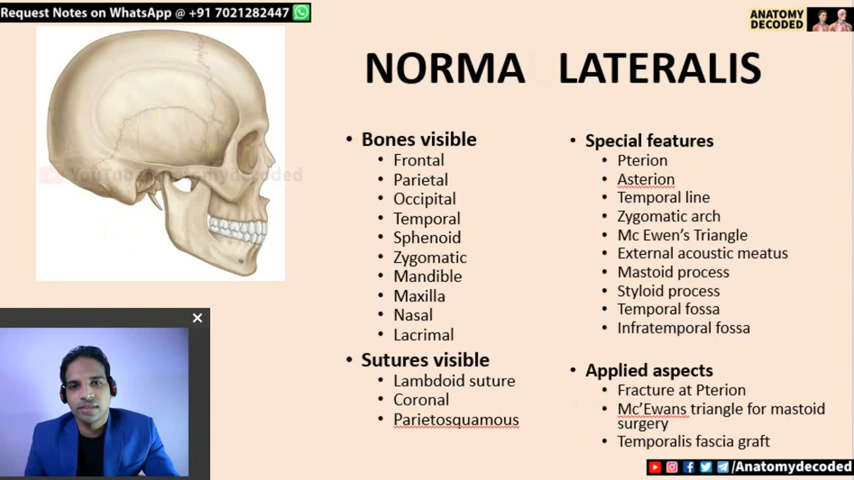 Request Notes on WhatsApp @ +91 7021282447
ANATOMY
DECODED
NORMA LATERALIS
YouTube/Anatomydecoded
• Bones visible
• Frontal
• Parietal
• Occipital
• Temporal
• Sphenoid
• Zygomatic
• Mandible
• Maxilla
• Nasal
• Lacrimal
• Sutures visible
• Lambdoid suture
• Coronal
• Parietosquamous
• Special features
• Pterion
• Asterion
• Temporal line
• Zygomatic arch
• Mc Ewen's Triangle
• External acoustic meatus
• Mastoid process
• Styloid process
• Temporal fossa
• Infratemporal fossa
• Applied aspects
• Fracture at Pterion
• Mc'Ewans triangle for mastoid
surgery
• Temporalis fascia graft
/Anatomydecoded